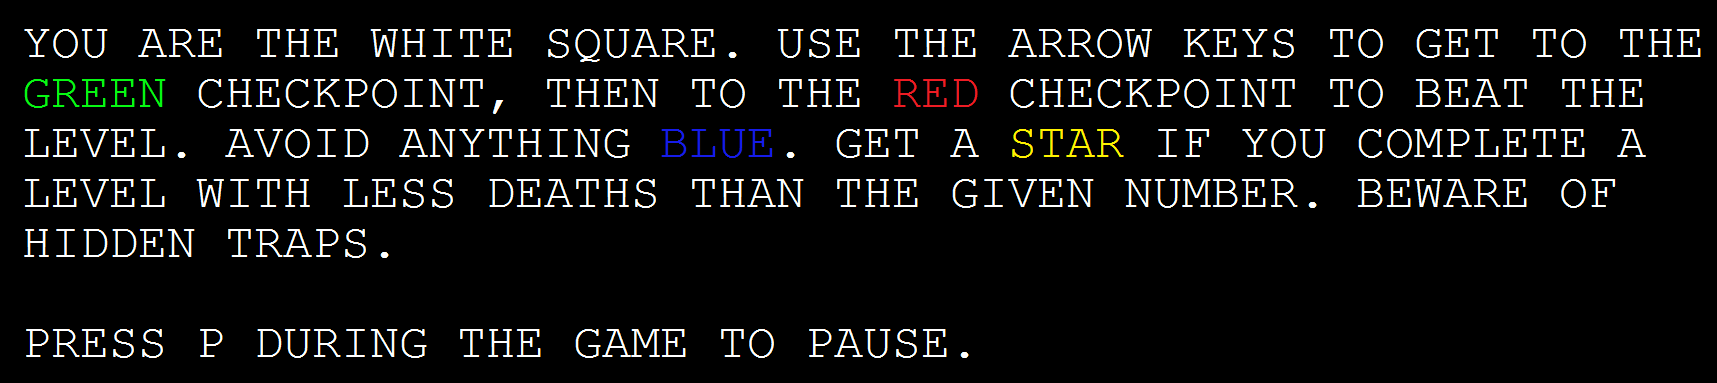 YOU ARE THE WHITE SQUARE. USE THE ARROW KEYS TO GET TO THE
GREEN CHECKPOINT, THEN TO THE RED CHECKPOINT TO BEAT THE
LEVEL. AVOID ANYTHING BLUE. GET A STAR IF YOU COMPLETE A
LEVEL WITH LESS DEATHS THAN THE GIVEN NUMBER. BEWARE OF
HIDDEN TRAPS.
PRESS P DURING THE GAME TO PAUSE.